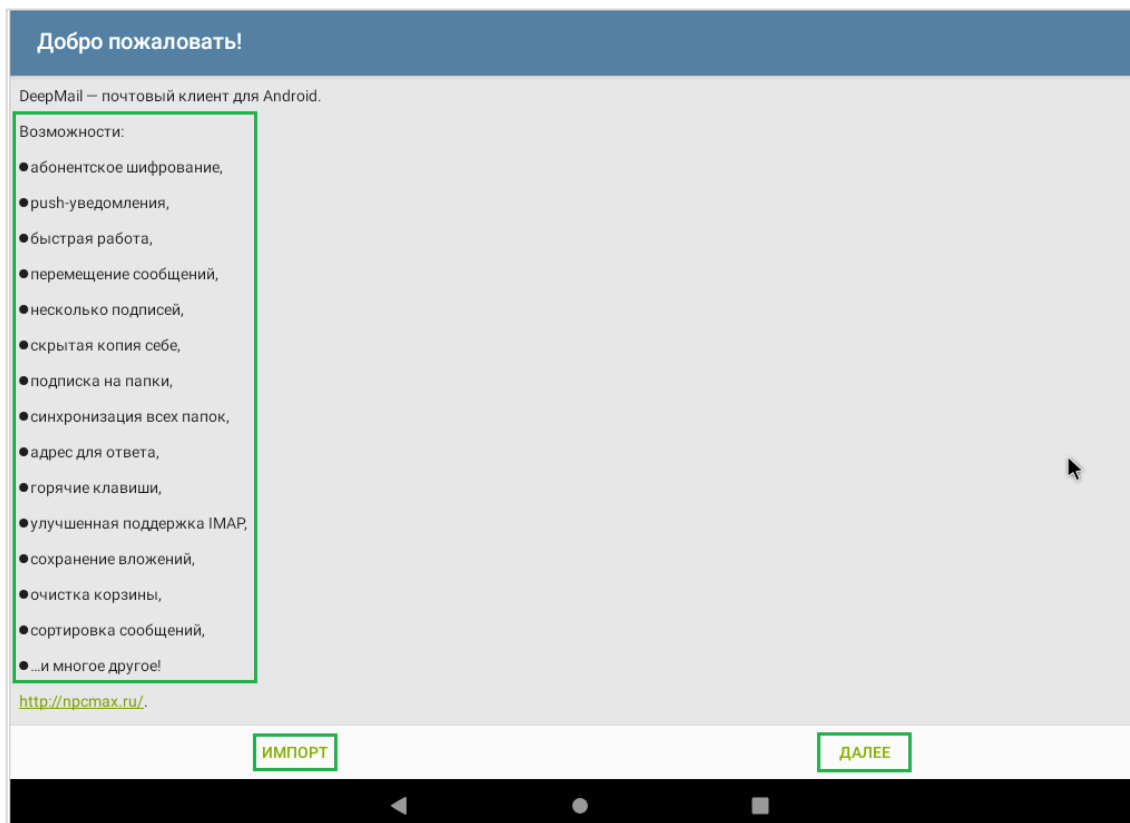 Добро пожаловать!
DeepMail — почтовый клиент для Android.
Возможности:
●абонентское шифрование,
●push-уведомления,
●быстрая работа,
●перемещение сообщений,
●несколько подписей,
●скрытая копия себе,
●подписка на папки,
●синхронизация всех папок,
●адрес для ответа,
●горячие клавиши,
●улучшенная поддержка IMAP,
●сохранение вложений,
●очистка корзины,
●сортировка сообщений,
●...и многое другое!
http://npcmax.ru/.
ИМПОРТ ДАЛЕЕ